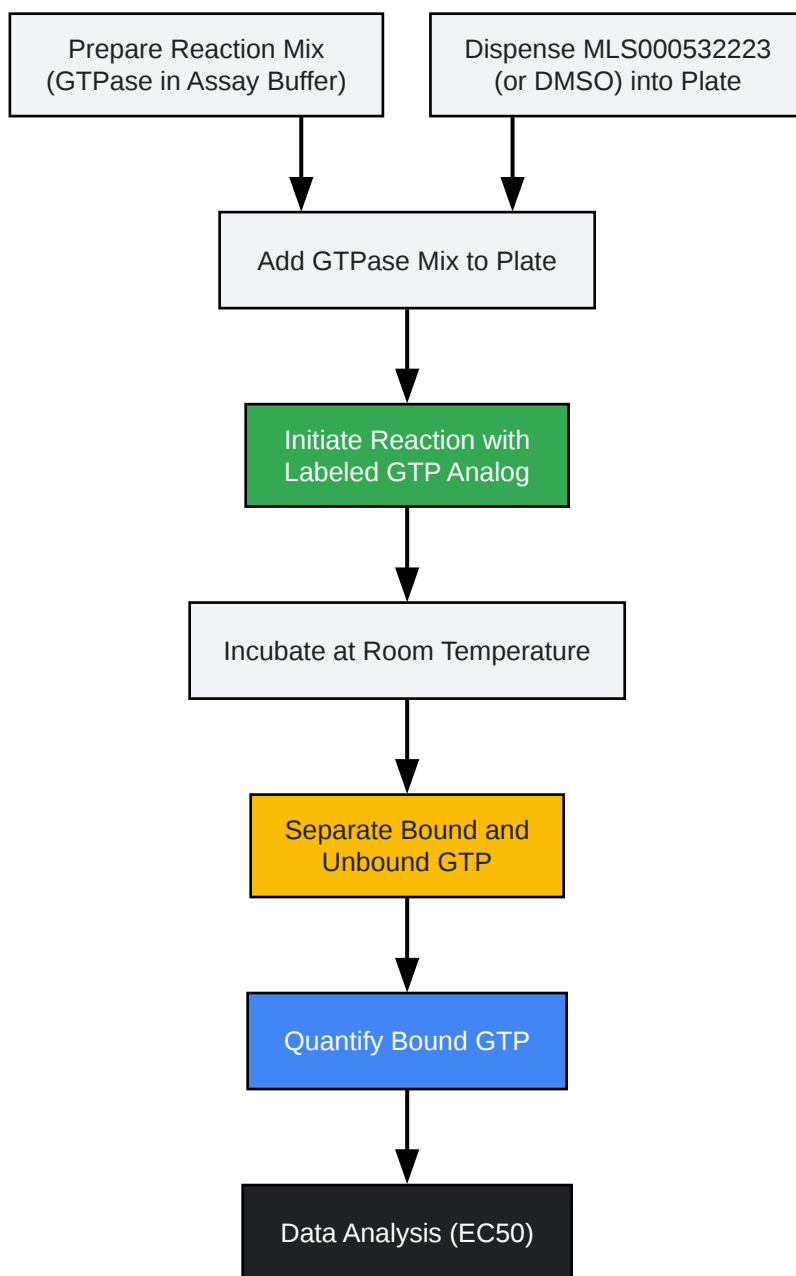 Prepare Reaction Mix
(GTPase in Assay Buffer)
Dispense MLS000532223
(or DMSO) into Plate
Add GTPase Mix to Plate
Initiate Reaction with
Labeled GTP Analog
Incubate at Room Temperature
Separate Bound and
Unbound GTP
Quantify Bound GTP
Data Analysis (EC50)